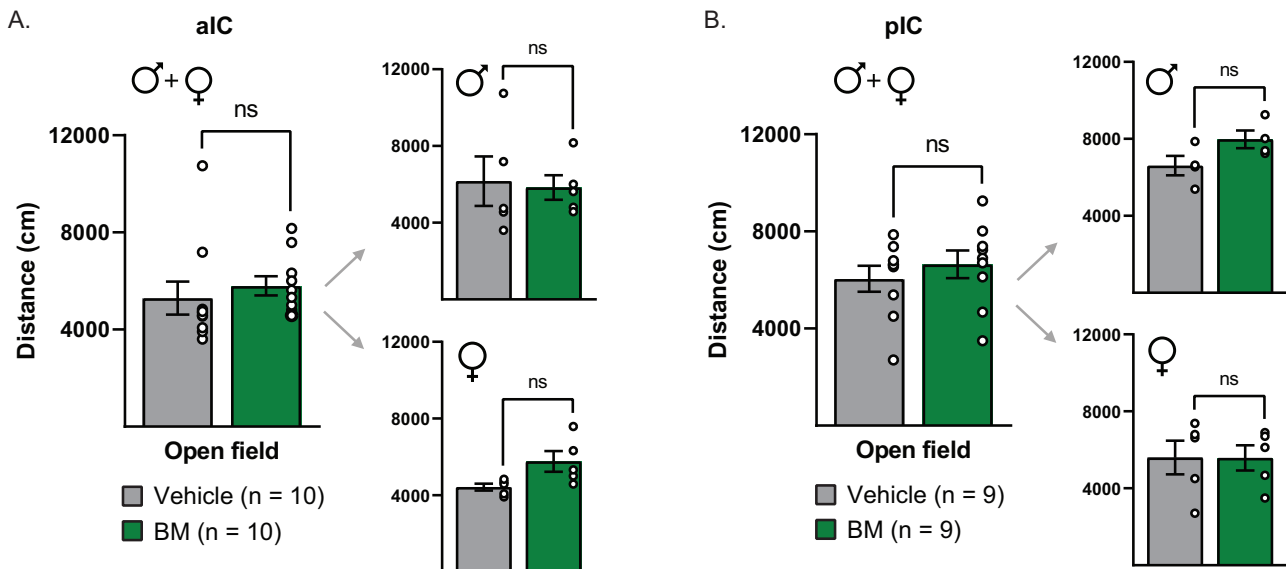 A.
aIC
♂ + ♀
ns
12000
8000
4000
Distance (cm)
Open field
Vehicle (n = 10)
BM (n = 10)
♂
ns
12000
8000
4000
♀
ns
12000
8000
4000
B.
pIC
♂ + ♀
ns
12000
8000
4000
Distance (cm)
Open field
Vehicle (n = 9)
BM (n = 9)
♂
ns
12000
8000
4000
♀
ns
12000
8000
4000